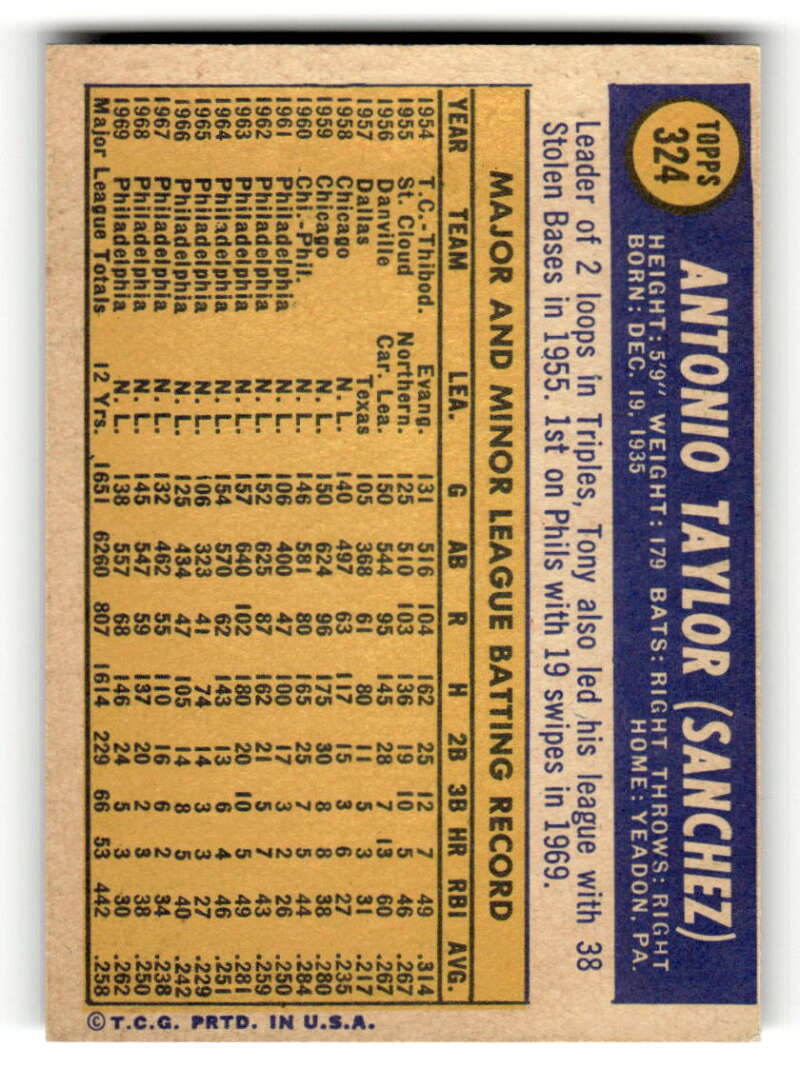 TOPPS
324
ANTONIO TAYLOR (SANCHEZ)
HEIGHT: 5'9" WEIGHT: 179 BATS: RIGHT THROWS: RIGHT
BORN: DEC. 19, 1935 HOME: YEADON, PA.
Leader of 2 loops in Triples, Tony also led his league with 38
Stolen Bases in 1955. 1st on Phils with 19 swipes in 1969.
MAJOR AND MINOR LEAGUE BATTING RECORD
YEAR TEAM LEA. G AB R H 2B 3B HR RBI AVG.
1954 T.C.-Thibod. Evang. 131 516 104 162 25 12 7 49 .314
1955 St. Cloud Northern. 125 510 103 136 19 10 5 46 .267
1956 Danville Car. Lea. 150 544 95 145 28 7 13 60 .267
1957 Dallas Texas 105 368 61 80 11 5 3 31 .217
1958 Chicago N. L. 140 497 63 117 15 3 6 27 .235
1959 Chicago N. L. 150 624 96 175 30 8 8 38 .280
1960 Chi.-Phil. N. L. 146 581 80 165 25 7 5 44 .284
1961 Philadelphia N. L. 106 400 47 100 17 3 2 26 .250
1962 Philadelphia N. L. 152 625 87 162 21 5 7 43 .259
1963 Philadelphia N. L. 157 640 102 180 20 10 5 49 .281
1964 Philadelphia N. L. 154 570 62 143 13 6 4 46 .251
1965 Philadelphia N. L. 106 323 41 74 14 3 3 27 .229
1966 Philadelphia N. L. 125 434 47 105 14 8 5 40 .242
1967 Philadelphia N. L. 132 462 55 110 16 6 2 34 .238
1968 Philadelphia N. L. 145 547 59 137 20 2 3 38 .250
1969 Philadelphia N. L. 138 557 68 146 24 5 3 30 .262
Major League Totals 12 Yrs. 1651 6260 807 1614 229 66 53 442 .258
© T.C.G. PRTD. IN U.S.A.